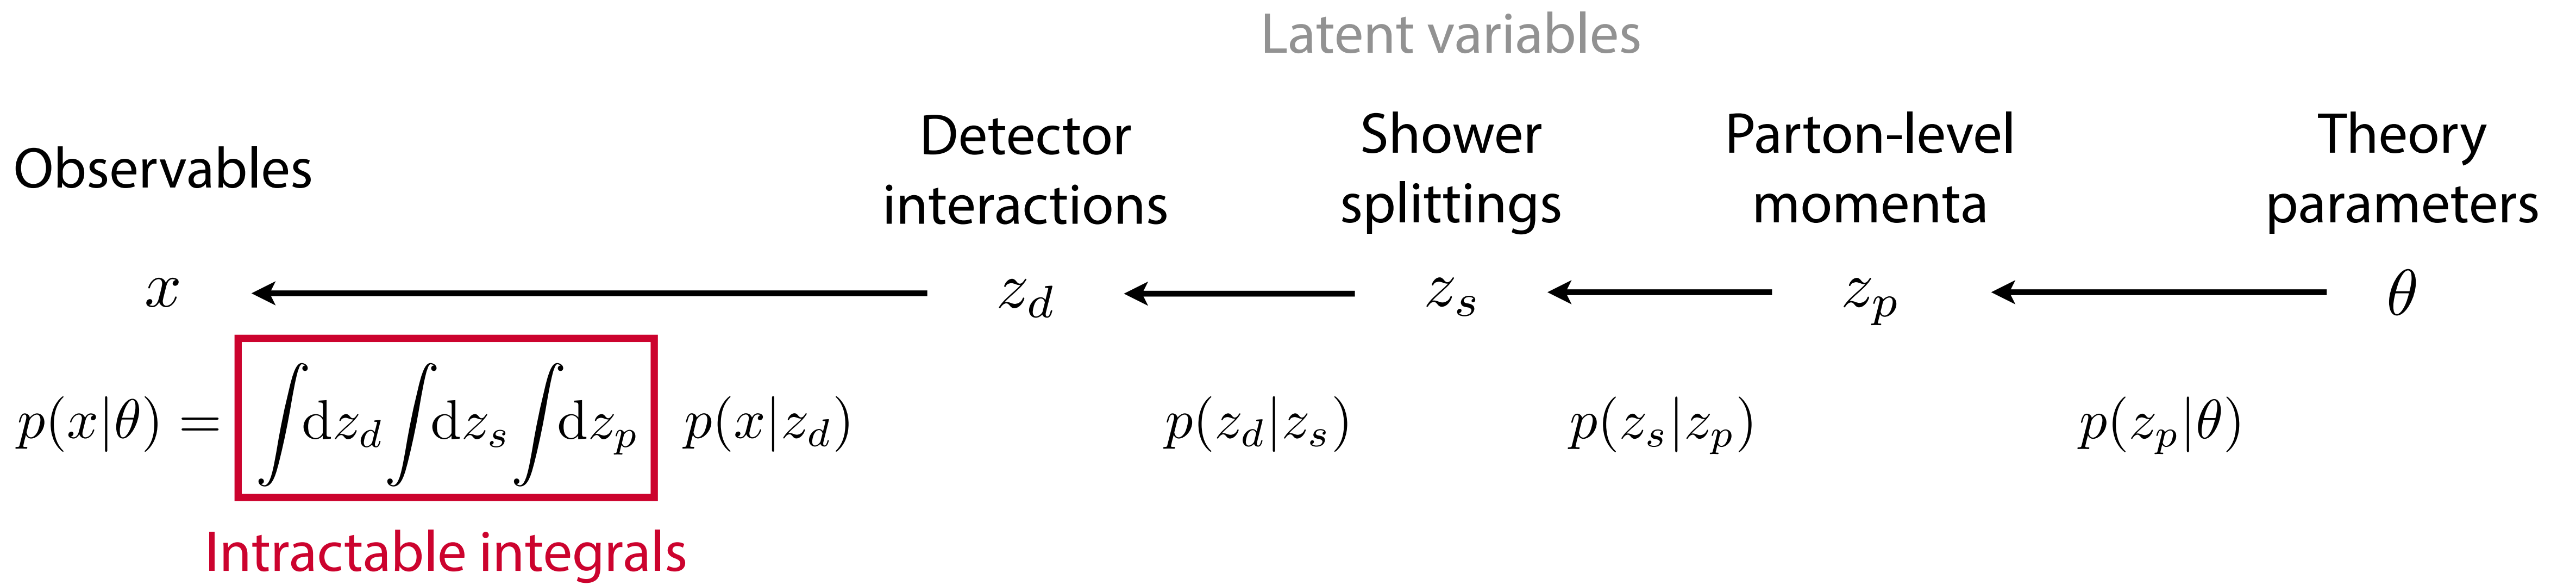 Latent variables
Observables
Detector interactions
Shower splittings
Parton-level momenta
Theory parameters
x ← z_d ← z_s ← z_p ← θ
p(x|θ) = ∫dz_d ∫dz_s ∫dz_p p(x|z_d) p(z_d|z_s) p(z_s|z_p) p(z_p|θ)
Intractable integrals